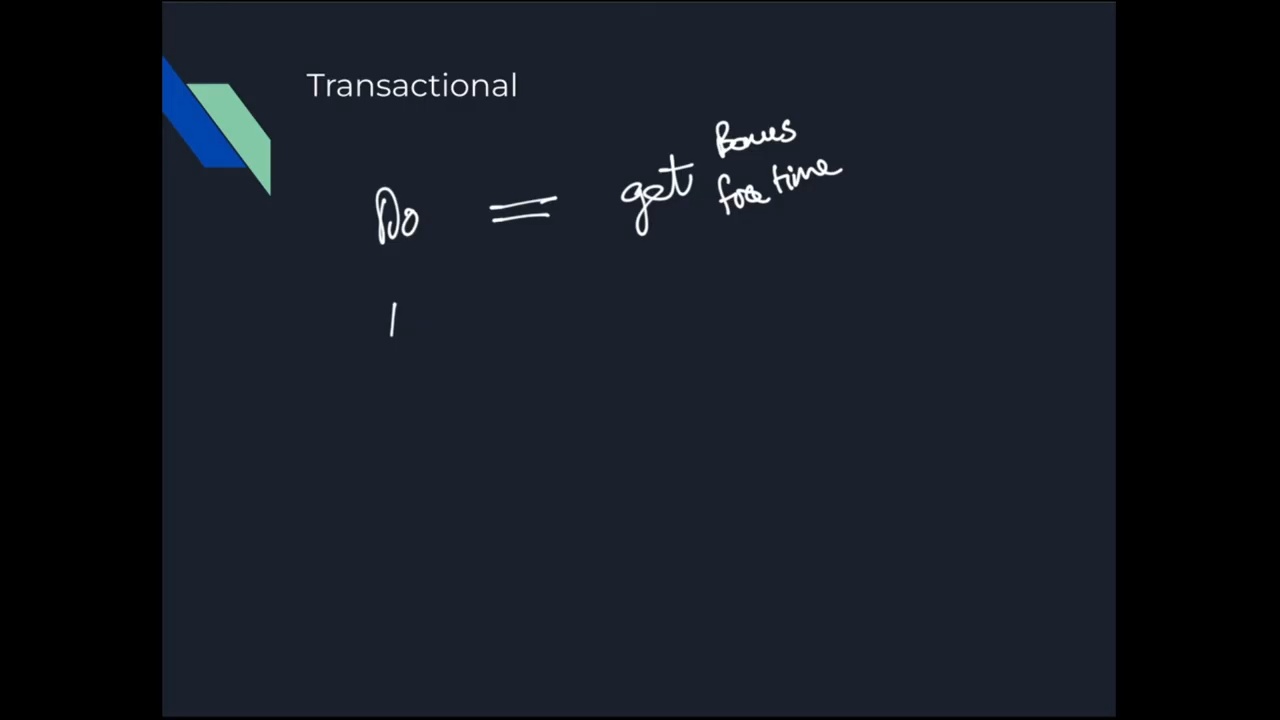 Transactional
Bonus
Do = get free time